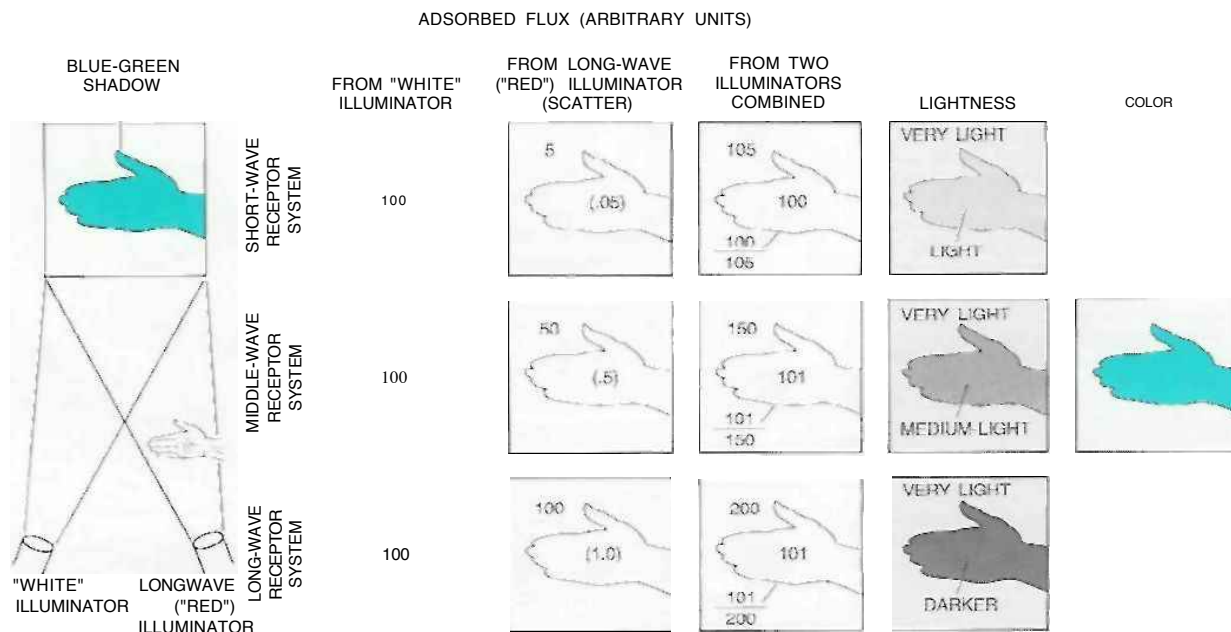 ADSORBED FLUX (ARBITRARY UNITS)
BLUE-GREEN
SHADOW
FROM "WHITE"
ILLUMINATOR
FROM LONG-WAVE
("RED") ILLUMINATOR
(SCATTER)
FROM TWO
ILLUMINATORS
COMBINED
LIGHTNESS
COLOR
SHORT-WAVE
RECEPTOR
SYSTEM
100
5
(.05)
105
100
100
105
VERY LIGHT
LIGHT
MIDDLE-WAVE
RECEPTOR
SYSTEM
100
50
(.5)
150
101
101
150
VERY LIGHT
MEDIUM-LIGHT
LONG-WAVE
RECEPTOR
SYSTEM
100
100
(1.0)
200
101
101
200
VERY LIGHT
DARKER
"WHITE"
ILLUMINATOR
LONGWAVE
("RED")
ILLUMINATOR